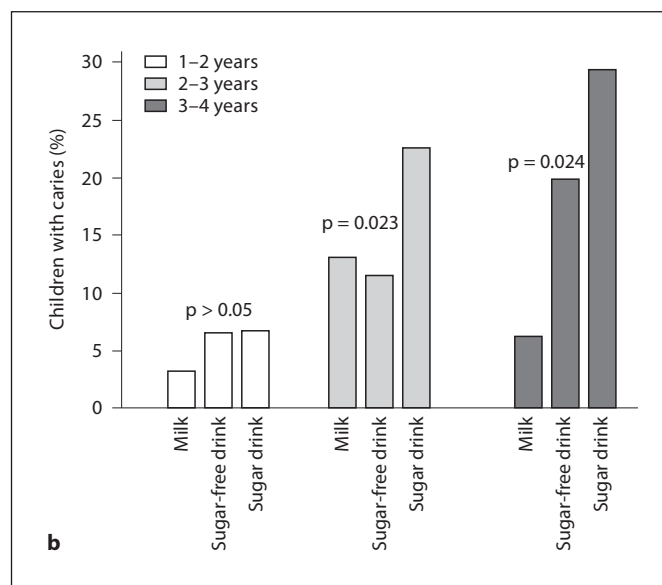 Children with caries (%)
30
25
20
15
10
5
0
1–2 years
2–3 years
3–4 years
p > 0.05
p = 0.023
p = 0.024
Milk
Sugar-free drink
Sugar drink
Milk
Sugar-free drink
Sugar drink
Milk
Sugar-free drink
Sugar drink
b